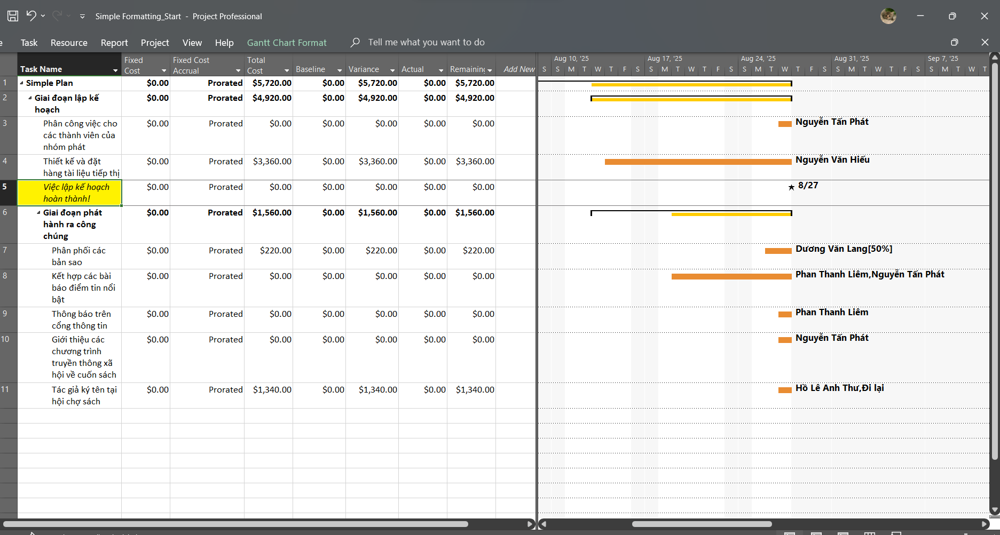 Simple Formatting_Start - Project Professional
Task Resource Report Project View Help Gantt Chart Format Tell me what you want to do
Task Name Fixed Cost Fixed Cost Accrual Total Cost Baseline Variance Actual Remaining Add New
Aug 10, '25 Aug 17, '25 Aug 24, '25 Aug 31, '25 Sep 7, '25
S S M T W T F S S M T W T F S S M T W T F S S M T W T F S S M T W T
1 Simple Plan $0.00 Prorated $5,720.00 $0.00 $5,720.00 $0.00 $5,720.00
2 Giai đoạn lập kế $0.00 Prorated $4,920.00 $0.00 $4,920.00 $0.00 $4,920.00
hoạch
3 Phân công việc cho $0.00 Prorated $0.00 $0.00 $0.00 $0.00 $0.00 Nguyễn Tấn Phát
các thành viên của
nhóm phát
4 Thiết kế và đặt $0.00 Prorated $3,360.00 $0.00 $3,360.00 $0.00 $3,360.00 Nguyễn Văn Hiếu
hàng tài liệu tiếp thị
5 Việc lập kế hoạch $0.00 Prorated $0.00 $0.00 $0.00 $0.00 $0.00 8/27
hoàn thành!
6 Giai đoạn phát $0.00 Prorated $1,560.00 $0.00 $1,560.00 $0.00 $1,560.00
hành ra công
chúng
7 Phân phối các $0.00 Prorated $220.00 $0.00 $220.00 $0.00 $220.00 Dương Văn Lang[50%]
bản sao
8 Kết hợp các bài $0.00 Prorated $0.00 $0.00 $0.00 $0.00 $0.00 Phan Thanh Liêm,Nguyễn Tấn Phát
báo điểm tin nổi
bật
9 Thông báo trên $0.00 Prorated $0.00 $0.00 $0.00 $0.00 $0.00 Phan Thanh Liêm
cổng thông tin
10 Giới thiệu các $0.00 Prorated $0.00 $0.00 $0.00 $0.00 $0.00 Nguyễn Tấn Phát
chương trình
truyền thông xã
hội về cuốn sách
11 Tác giả ký tên tại $0.00 Prorated $1,340.00 $0.00 $1,340.00 $0.00 $1,340.00 Hồ Lê Anh Thư,Đi lại
hội chợ sách